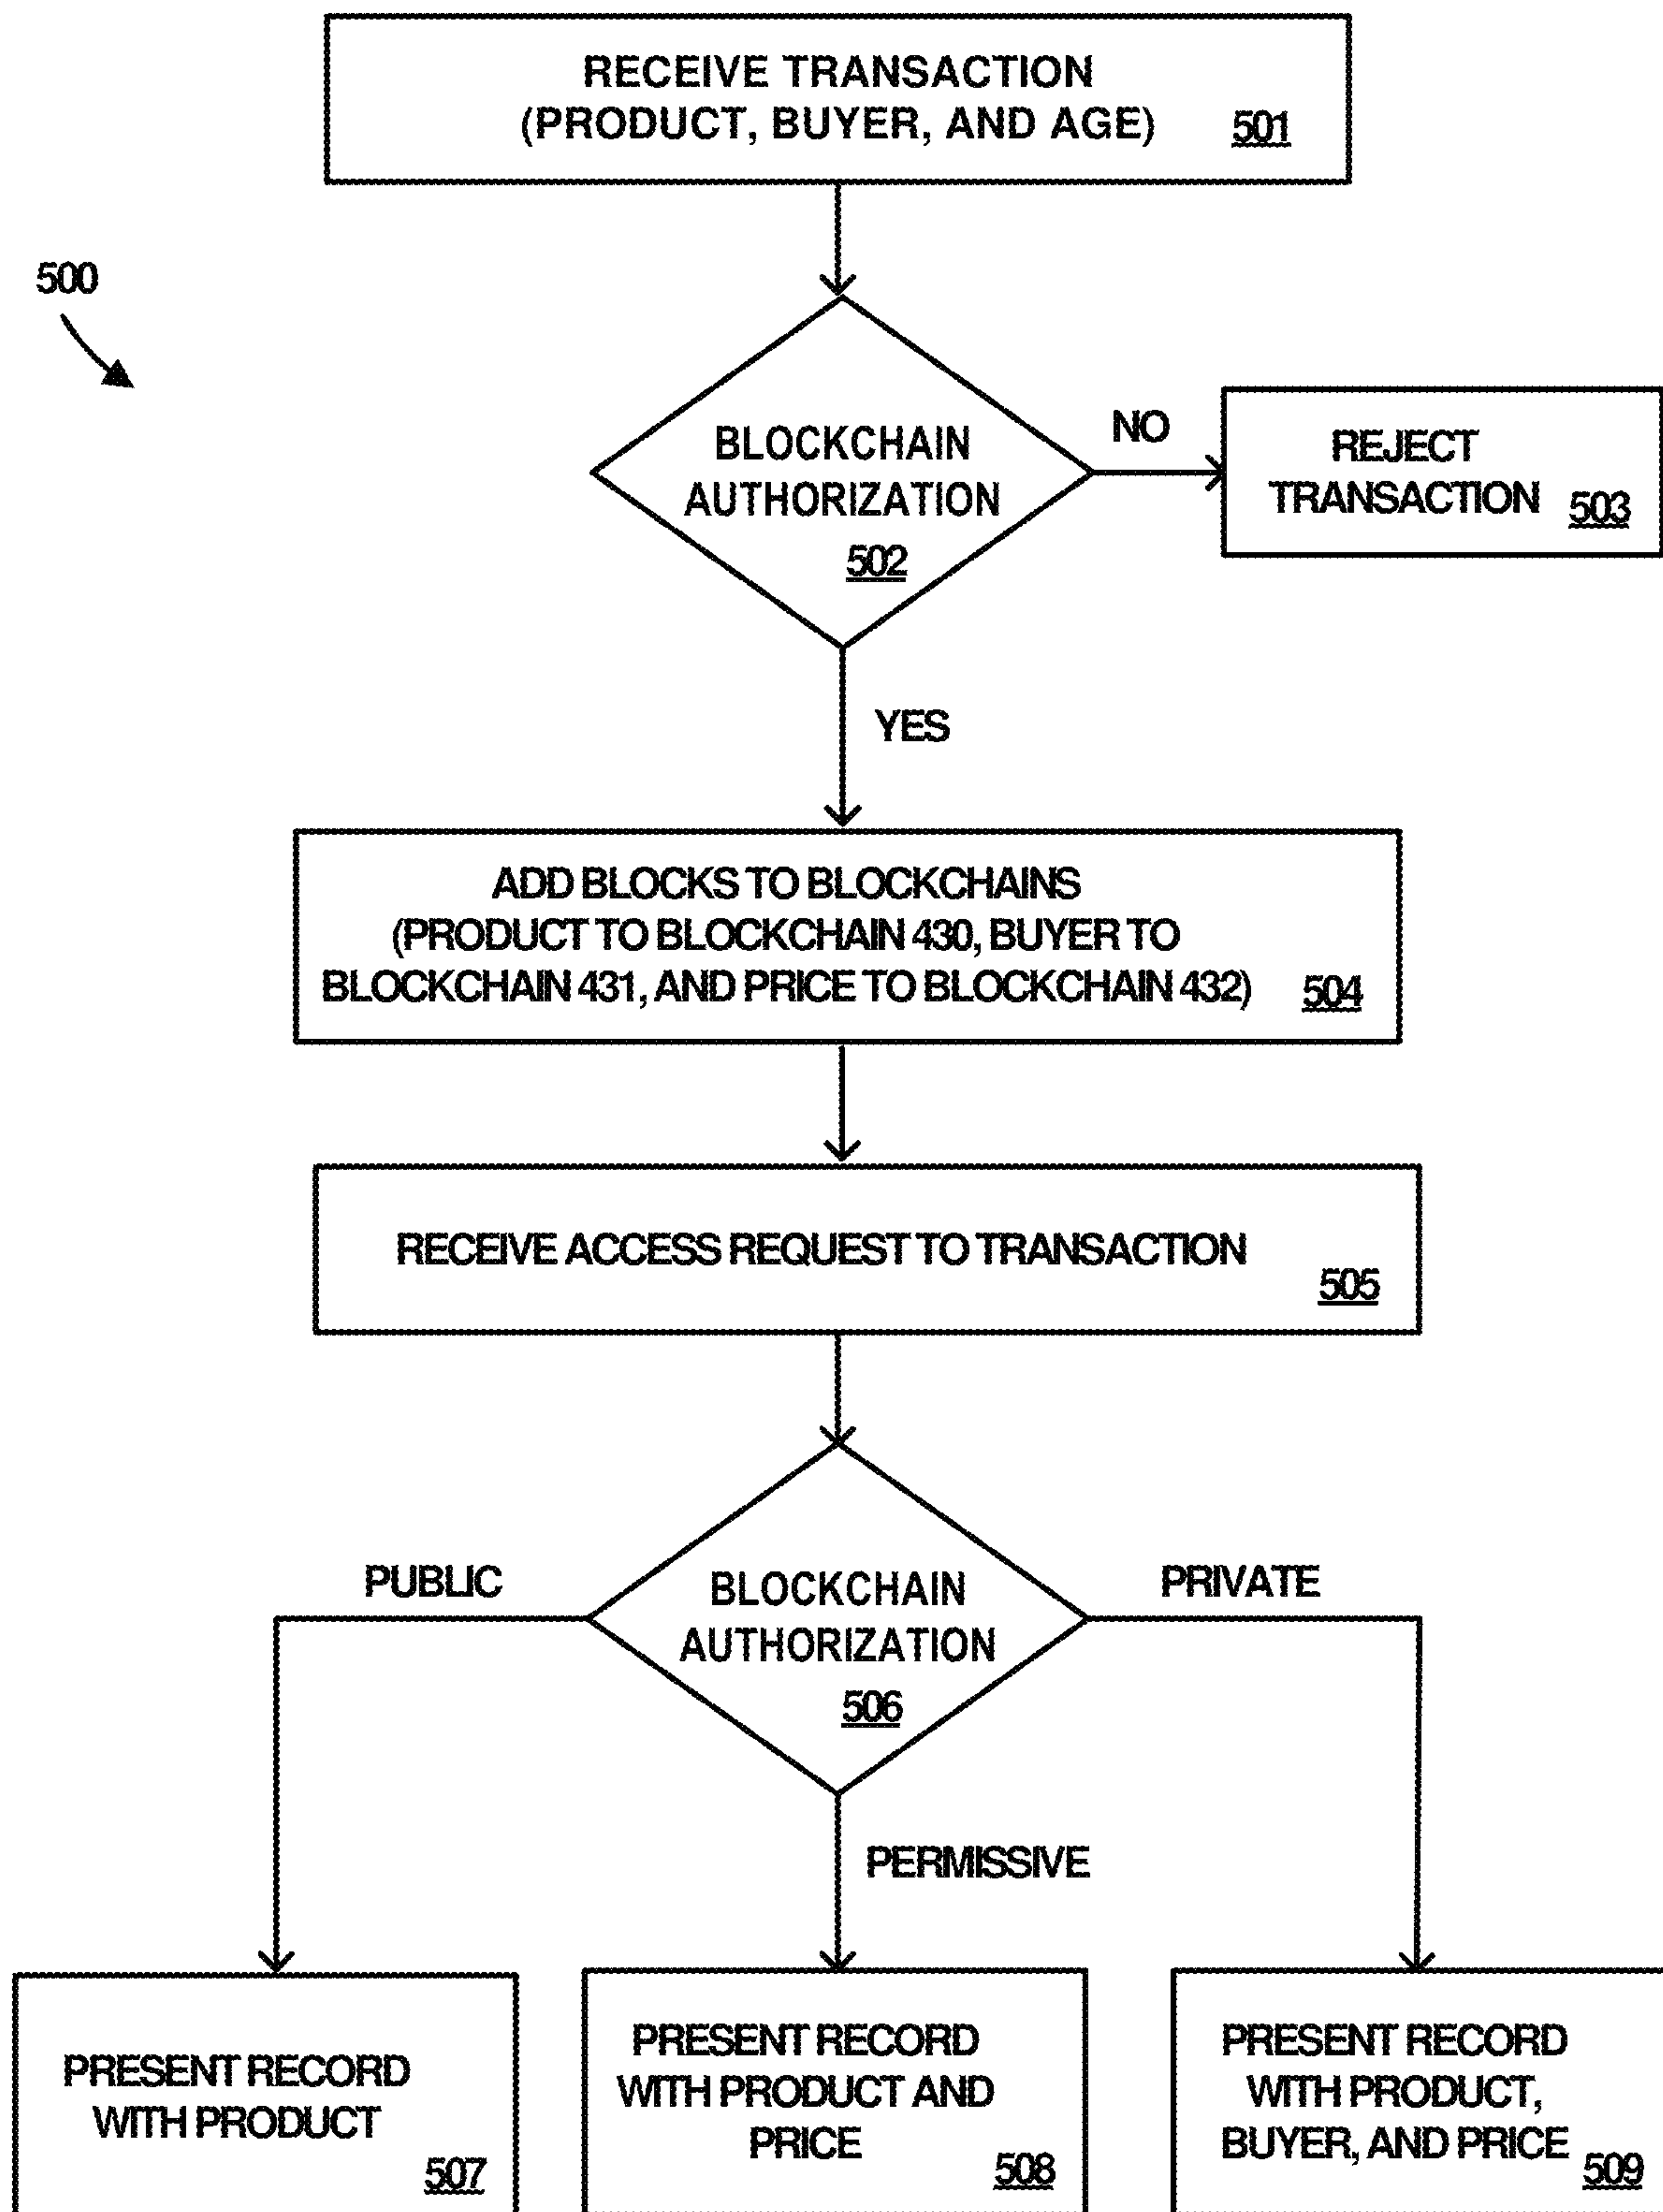 RECEIVE TRANSACTION
(PRODUCT, BUYER, AND AGE) 501
500
BLOCKCHAIN
AUTHORIZATION
502
NO
REJECT
TRANSACTION 503
YES
ADD BLOCKS TO BLOCKCHAINS
(PRODUCT TO BLOCKCHAIN 430, BUYER TO
BLOCKCHAIN 431, AND PRICE TO BLOCKCHAIN 432) 504
RECEIVE ACCESS REQUEST TO TRANSACTION
505
PUBLIC
BLOCKCHAIN
AUTHORIZATION
506
PRIVATE
PERMISSIVE
PRESENT RECORD
WITH PRODUCT
507
PRESENT RECORD
WITH PRODUCT AND
PRICE 508
PRESENT RECORD
WITH PRODUCT,
BUYER, AND PRICE 509